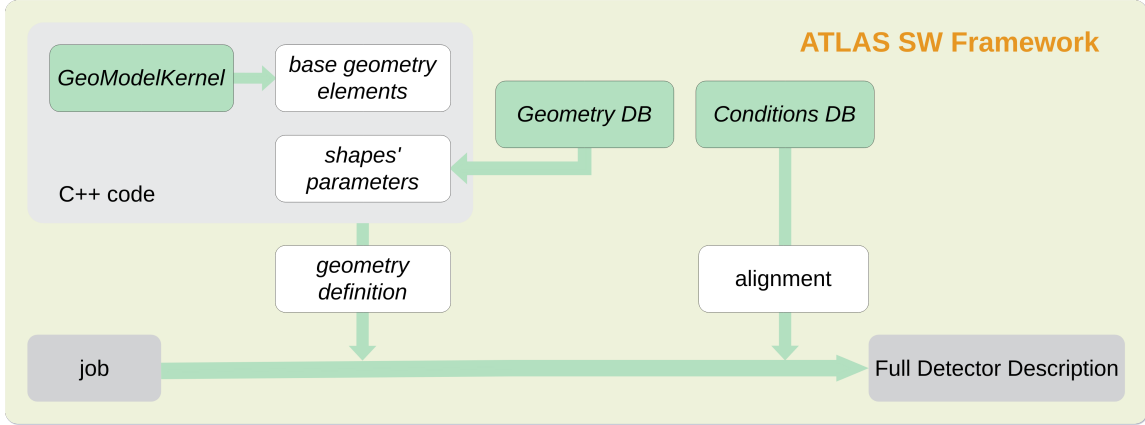 ATLAS SW Framework
GeoModelKernel
base geometry
elements
Geometry DB
Conditions DB
shapes'
parameters
C++ code
geometry
definition
alignment
job
Full Detector Description